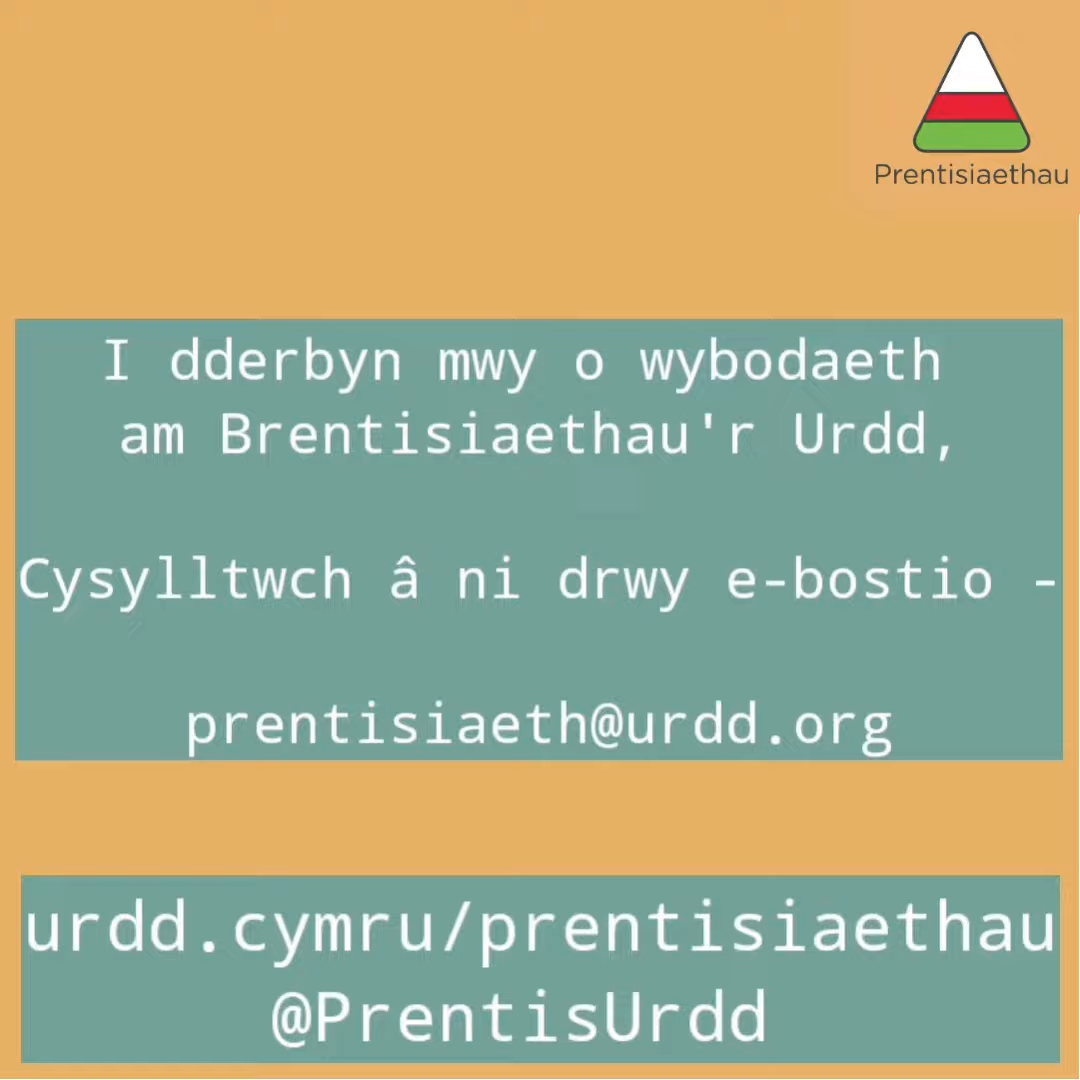 Prentisiaethau
I dderbyn mwy o wybodaeth
am Brentisiaethau'r Urdd,
Cysylltwch â ni drwy e-bostio -
prentisiaeth@urdd.org
urdd.cymru/prentisiaethau
@PrentisUrdd